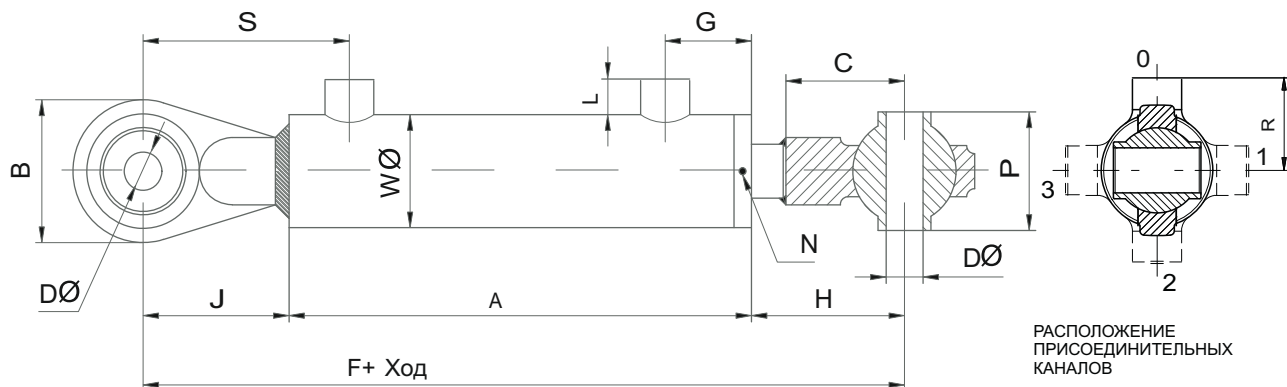 S
G
C
0
L
R
B
WØ
P
1
3
N
DØ
DØ
2
J
A
H
F+ Ход
РАСПОЛОЖЕНИЕ
ПРИСОЕДИНИТЕЛЬНЫХ
КАНАЛОВ